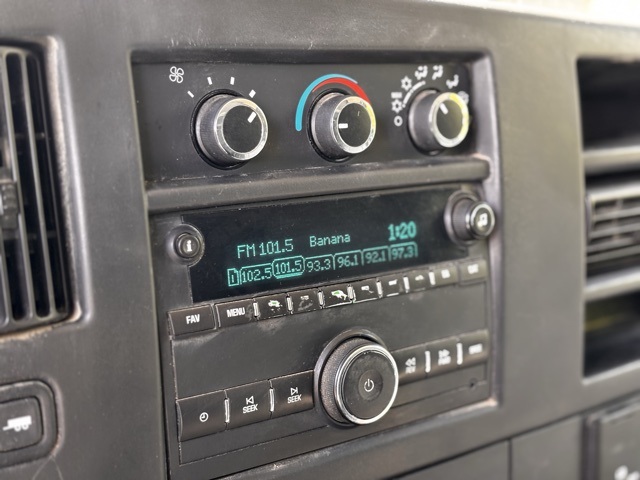 FM 101.5 Banana 1:20
1 102.5 101.5 93.3 96.1 92.1 97.3
FAV MENU
SEEK SEEK